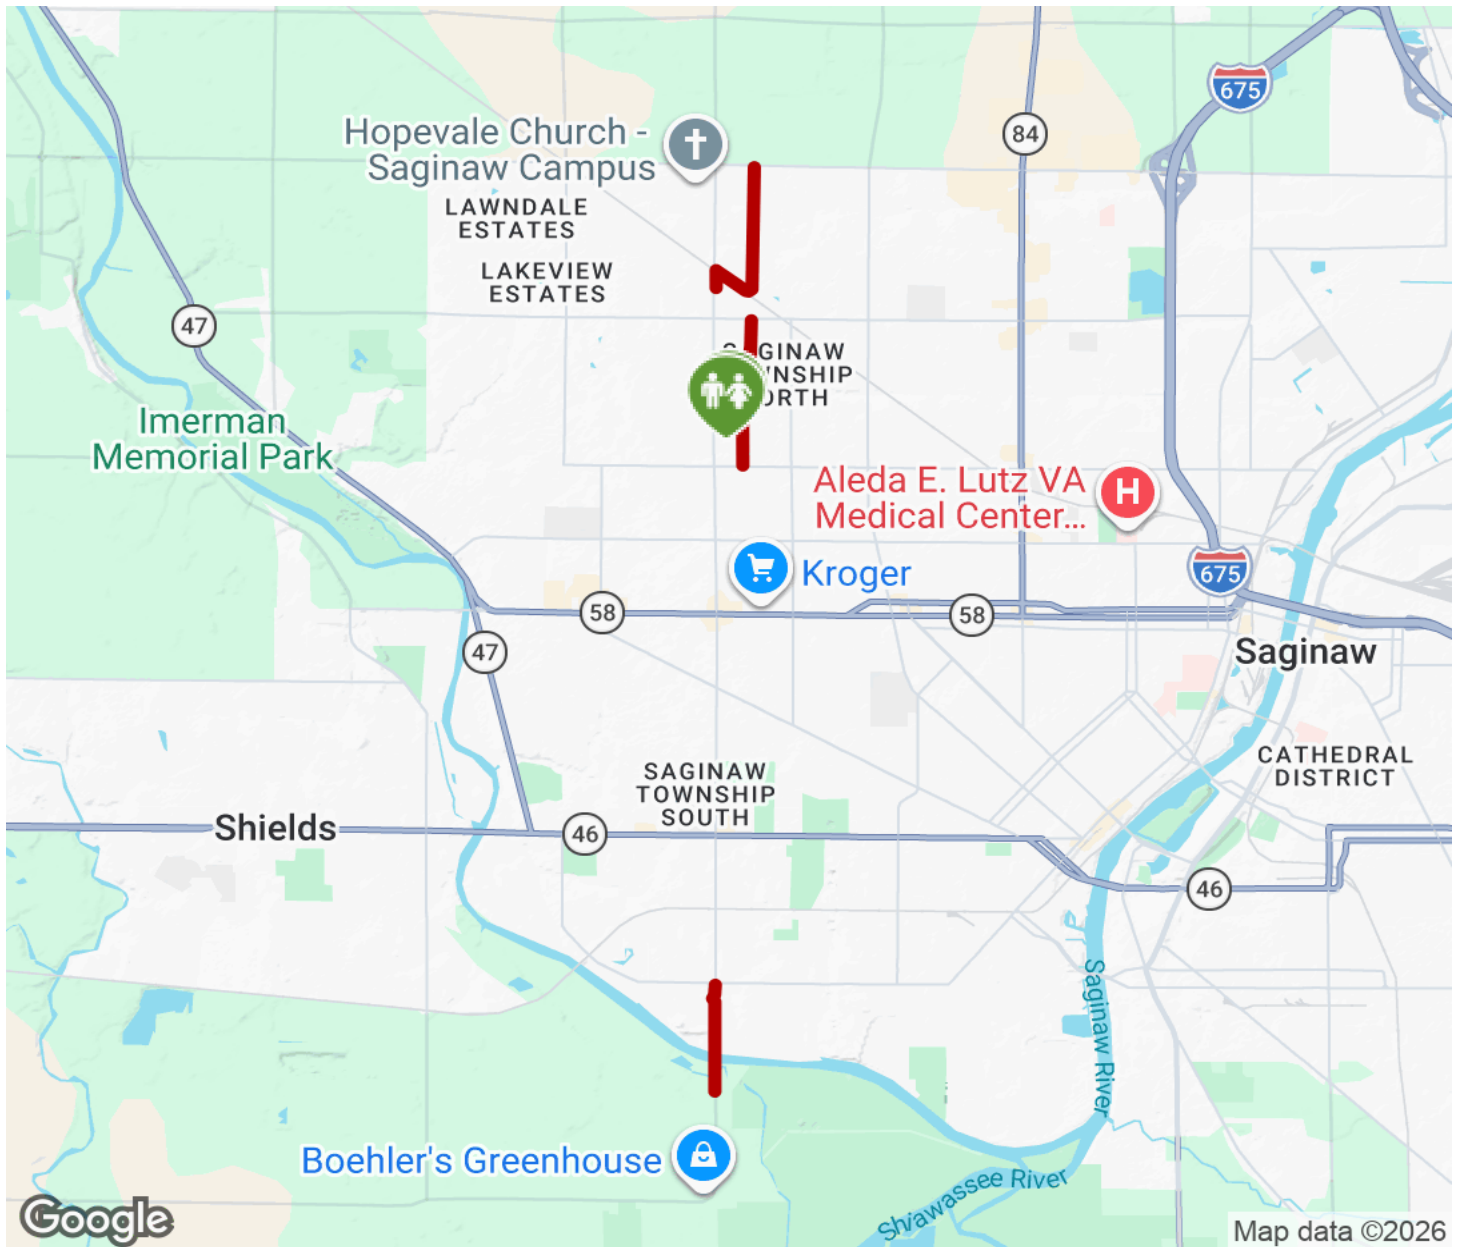 675
84
Hopevale Church -
Saginaw Campus
LAWNDALE
ESTATES
LAKEVIEW
ESTATES
47
Imerman
Memorial Park
Aleda E. Lutz VA
Medical Center...
H
Kroger
675
58
58
47
Saginaw
CATHEDRAL
DISTRICT
SAGINAW
TOWNSHIP
SOUTH
Shields
46
46
Saginaw River
Boehler's Greenhouse
Shiawassee River
Google
Map data ©2026